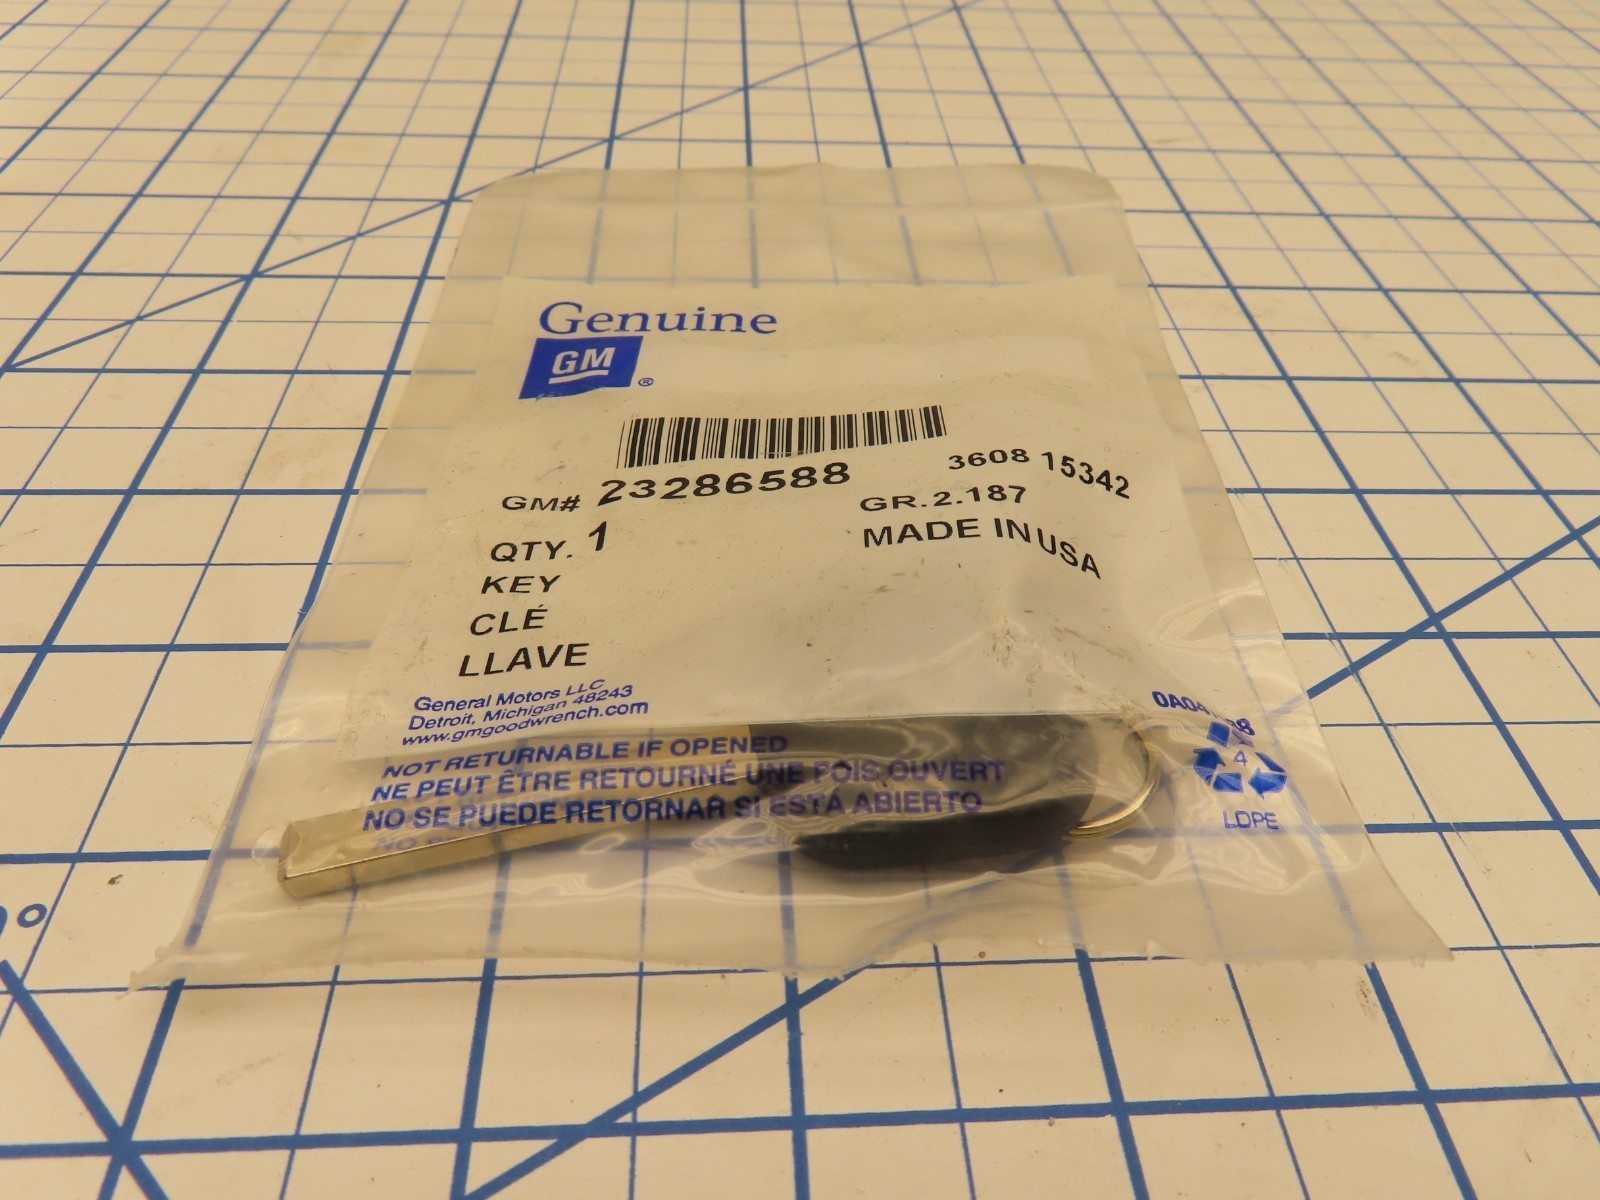 Genuine
GM ®
GM# 23286588
3608 15342
GR.2.187
QTY. 1
MADE IN USA
KEY
CLÉ
LLAVE
General Motors LLC
Detroit, Michigan 48243
www.gmgoodwrench.com
NOT RETURNABLE IF OPENED
NE PEUT ÊTRE RETOURNÉ UNE FOIS OUVERT
NO SE PUEDE RETORNAR SI ESTÁ ABIERTO
4
LDPE